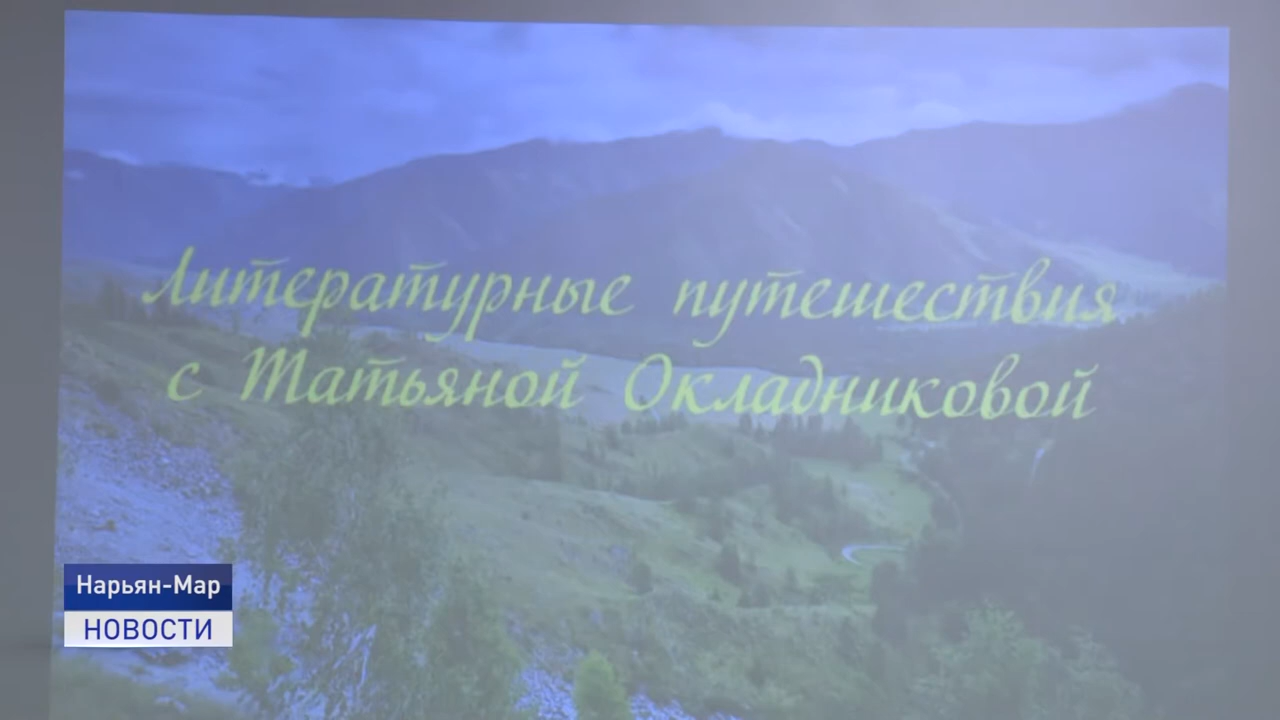 Литературные путешествия
с Татьяной Окладниковой
Нарьян-Мар
НОВОСТИ